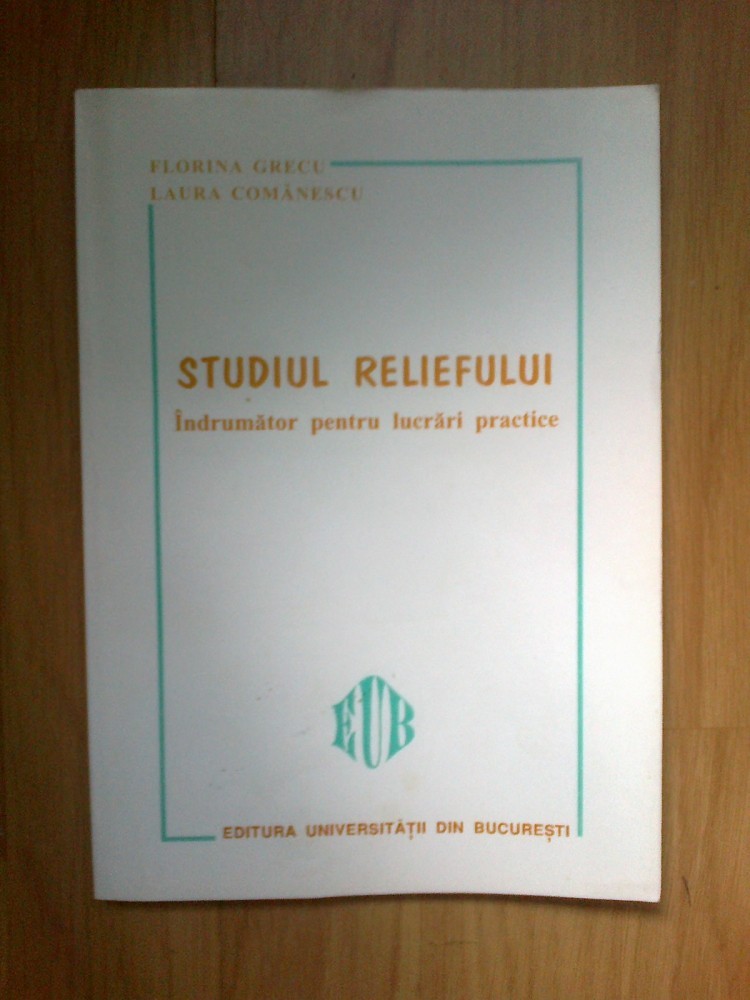 FLORINA GRECU
LAURA COMĂNESCU
STUDIUL RELIEFULUI
Îndrumător pentru lucrări practice
EUB
EDITURA UNIVERSITĂȚII DIN BUCUREȘTI